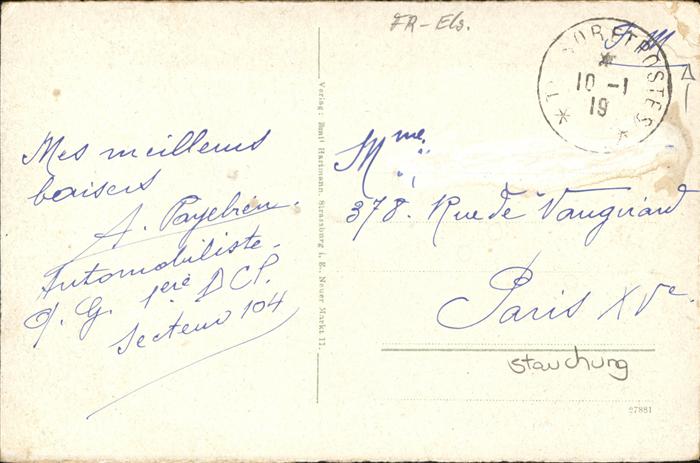 FR-Els.
F M
TRESOR ET POSTES
10-1
19
Mes meilleurs
baisers
A. Payebien.
Automobiliste.
G. 1ère D CP.
Secteur 104
Verlag: Emil Hartmann, Strassburg i. E., Neuer Markt 11.
Mme
378. Rue de Vaugirard
Paris XVe
stauchung
27881